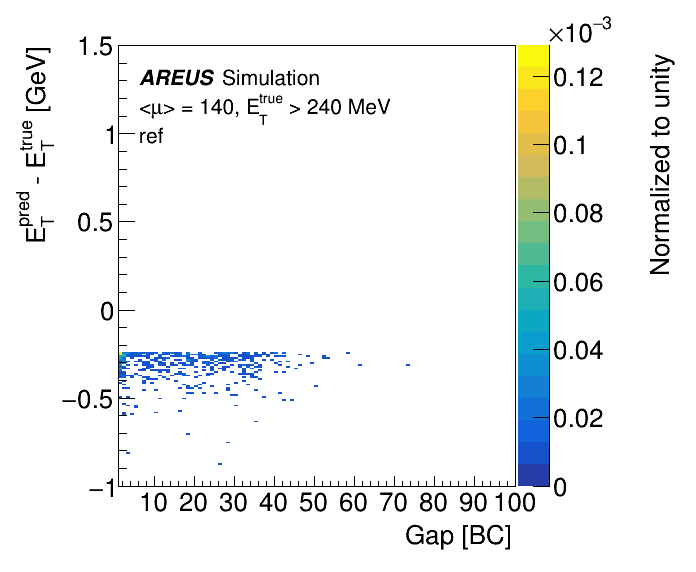 ×10⁻³
AREUS Simulation
<μ> = 140, E_T^true > 240 MeV
ref
E_T^pred - E_T^true [GeV]
1.5
1
0.5
0
−0.5
−1
10 20 30 40 50 60 70 80 90 100
Gap [BC]
0.12
0.1
0.08
0.06
0.04
0.02
0
Normalized to unity